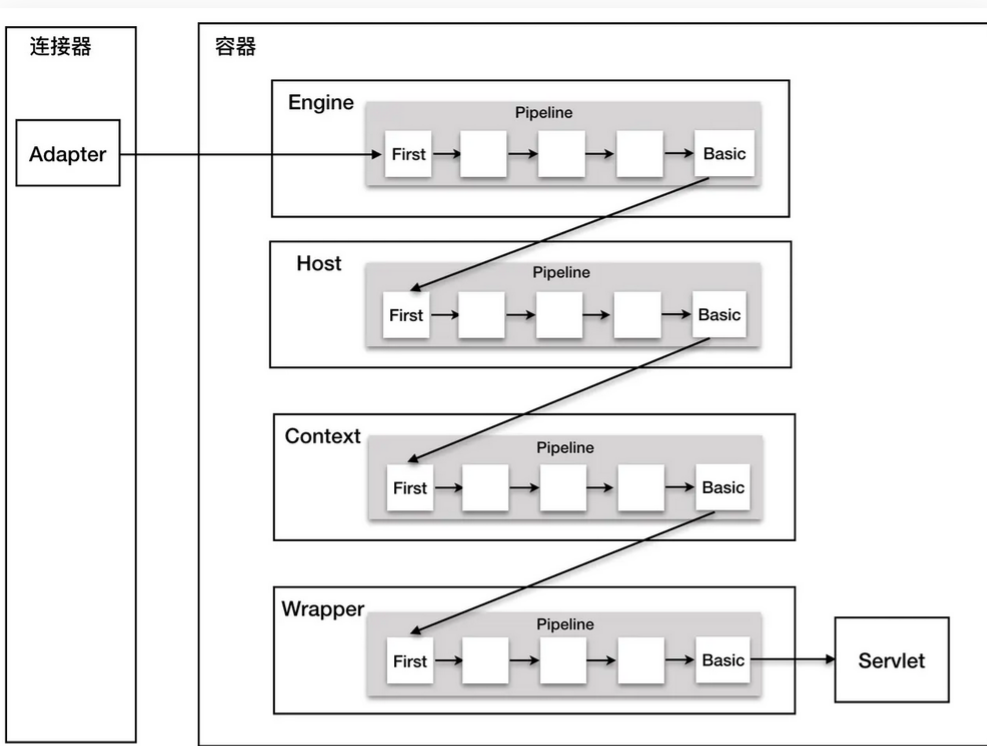 连接器
容器
Adapter
Engine
Pipeline
First
Basic
Host
Pipeline
First
Basic
Context
Pipeline
First
Basic
Wrapper
Pipeline
First
Basic
Servlet